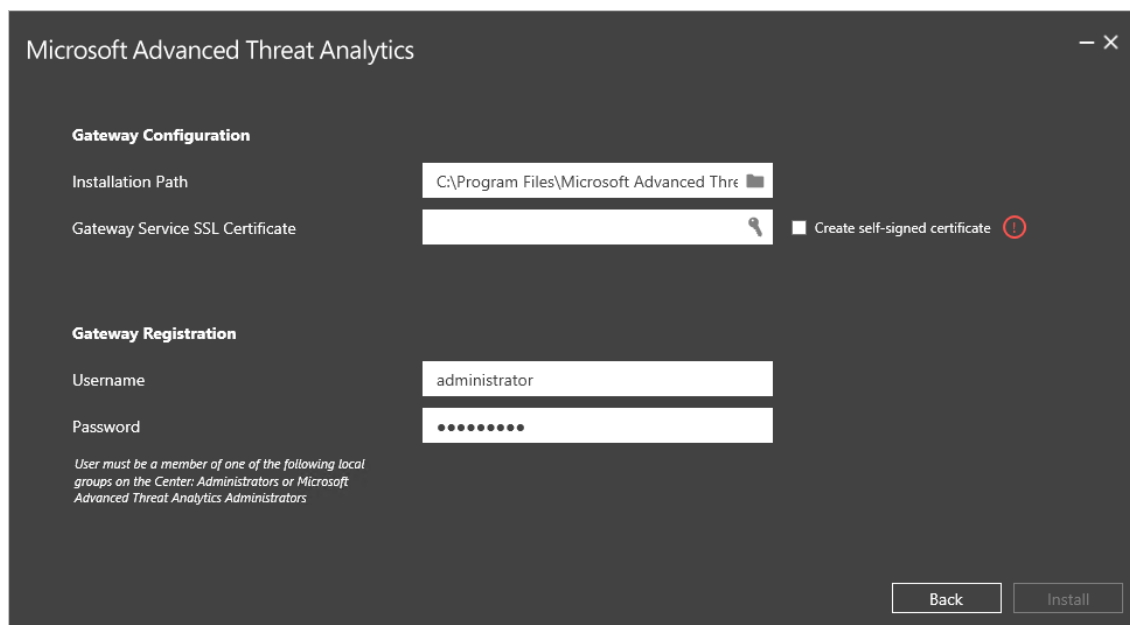 Microsoft Advanced Threat Analytics
Gateway Configuration
Installation Path
C:\Program Files\Microsoft Advanced Thre
Gateway Service SSL Certificate
Create self-signed certificate
Gateway Registration
Username
administrator
Password
User must be a member of one of the following local
groups on the Center: Administrators or Microsoft
Advanced Threat Analytics Administrators
Back
Install